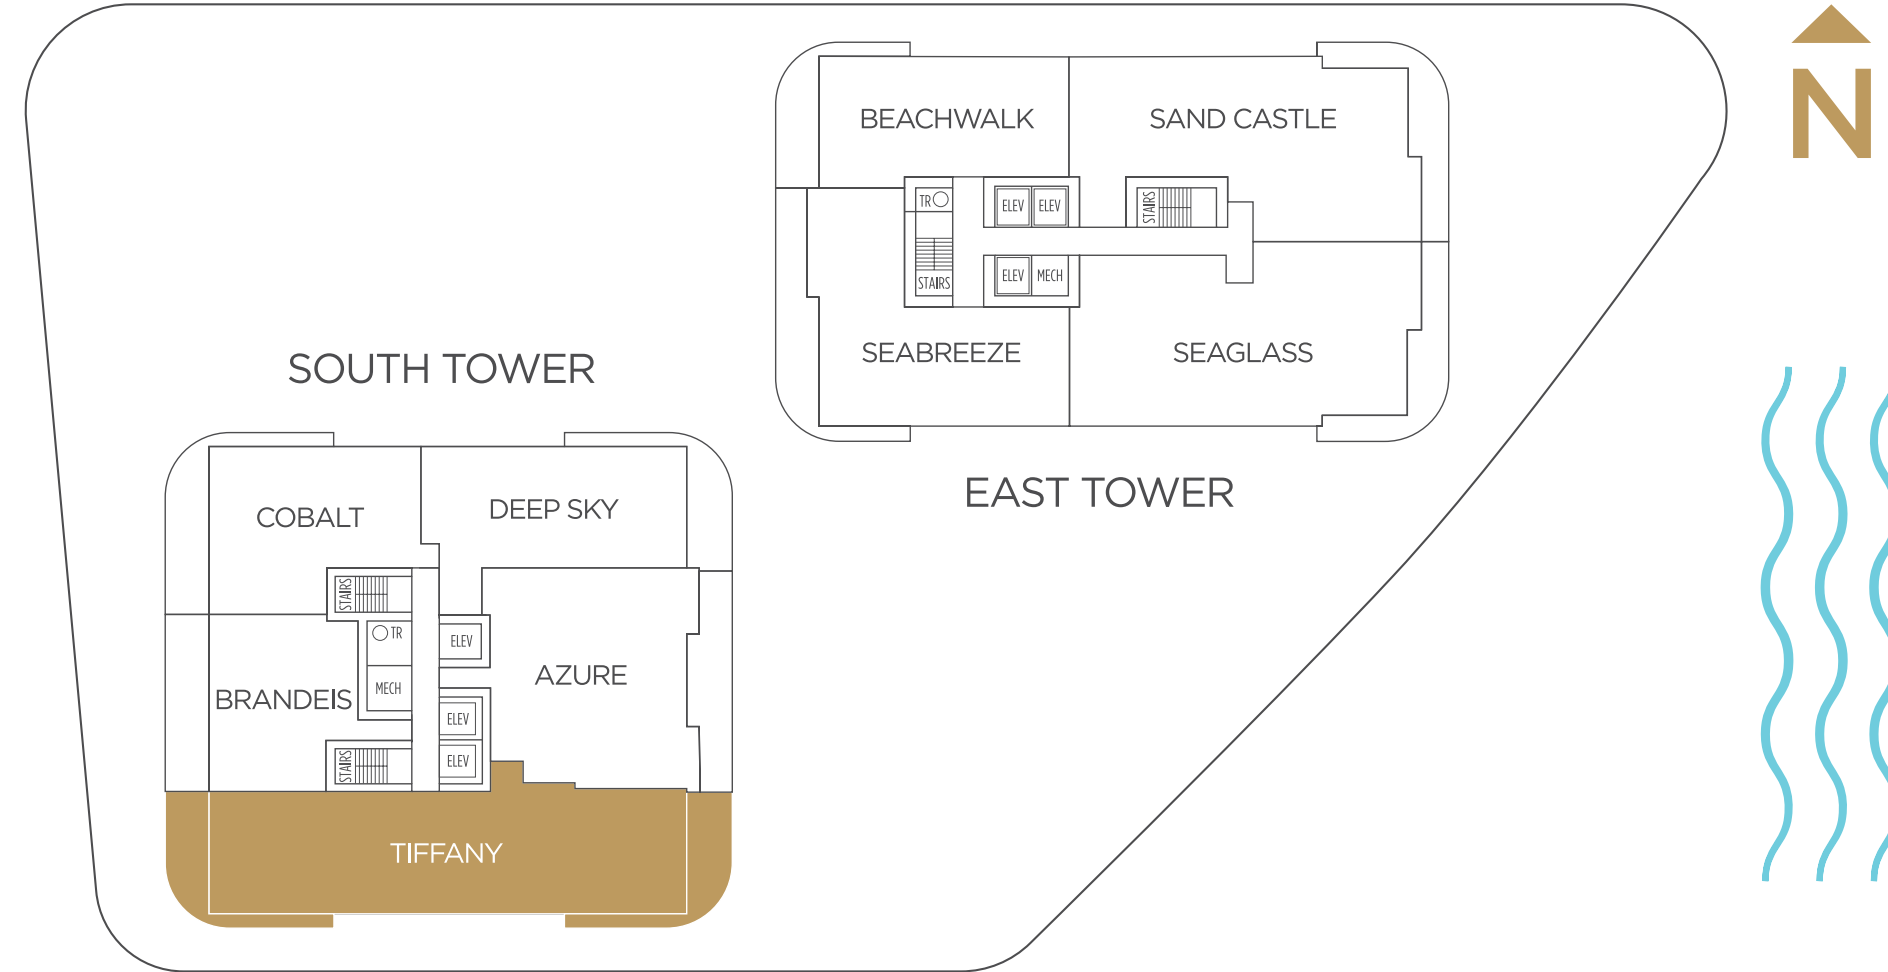 N
BEACHWALK
SAND CASTLE
TR
ELEV
ELEV
STAIRS
STAIRS
ELEV
MECH
SEABREEZE
SEAGLASS
EAST TOWER
SOUTH TOWER
COBALT
DEEP SKY
STAIRS
TR
ELEV
AZURE
MECH
BRANDEIS
ELEV
STAIRS
ELEV
TIFFANY